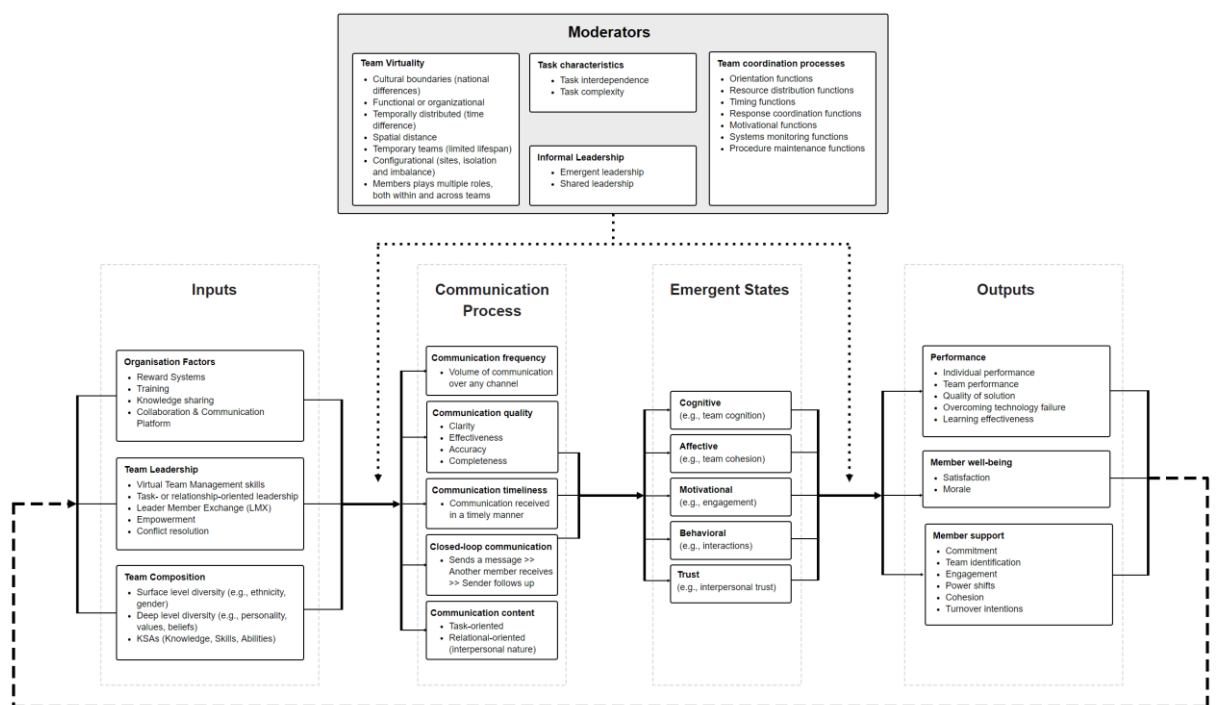 Moderators
Team Virtuality
• Cultural boundaries (national
differences)
• Functional or organizational
• Temporally distributed (time
difference)
• Spatial distance
• Temporary teams (limited lifespan)
• Configurational (sites, isolation
and imbalance)
• Members plays multiple roles,
both within and across teams
Task characteristics
• Task interdependence
• Task complexity
Informal Leadership
• Emergent leadership
• Shared leadership
Team coordination processes
• Orientation functions
• Resource distribution functions
• Timing functions
• Response coordination functions
• Motivational functions
• Systems monitoring functions
• Procedure maintenance functions
Inputs
Organisation Factors
• Reward Systems
• Training
• Knowledge sharing
• Collaboration & Communication
Platform
Team Leadership
• Virtual Team Management skills
• Task- or relationship-oriented leadership
• Leader Member Exchange (LMX)
• Empowerment
• Conflict resolution
Team Composition
• Surface level diversity (e.g., ethnicity,
gender)
• Deep level diversity (e.g., personality,
values, beliefs)
• KSAs (Knowledge, Skills, Abilities)
Communication
Process
Communication frequency
• Volume of communication
over any channel
Communication quality
• Clarity
• Effectiveness
• Accuracy
• Completeness
Communication timeliness
• Communication received
in a timely manner
Closed-loop communication
• Sends a message >>
Another member receives
>> Sender follows up
Communication content
• Task-oriented
• Relational-oriented
(interpersonal nature)
Emergent States
Cognitive
(e.g., team cognition)
Affective
(e.g., team cohesion)
Motivational
(e.g., engagement)
Behavioral
(e.g., interactions)
Trust
(e.g., interpersonal trust)
Outputs
Performance
• Individual performance
• Team performance
• Quality of solution
• Overcoming technology failure
• Learning effectiveness
Member well-being
• Satisfaction
• Morale
Member support
• Commitment
• Team identification
• Engagement
• Power shifts
• Cohesion
• Turnover intentions